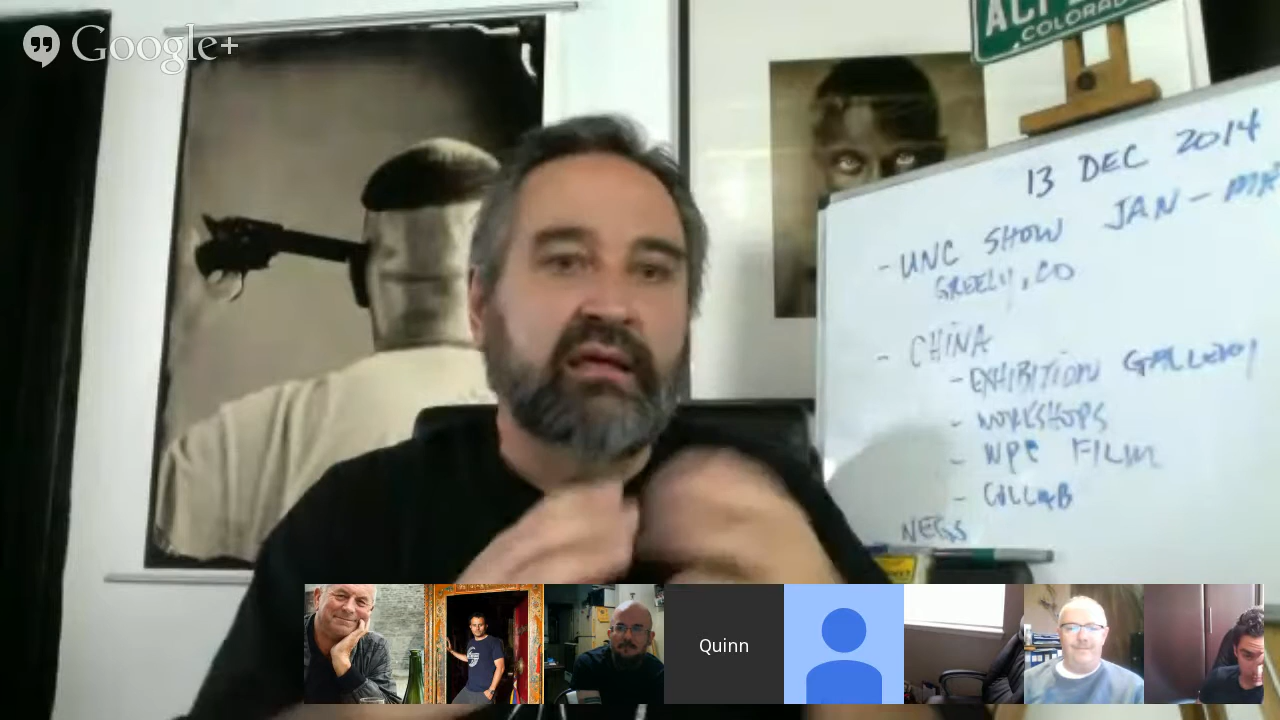 Google+
COLORADO
13 DEC 2014
- UNC SHOW JAN -
GREELY, CO
- CHINA
- EXHIBITION GALLERY
- WORKSHOPS
- WPC FILM
- COLLAB
NEGS
Quinn